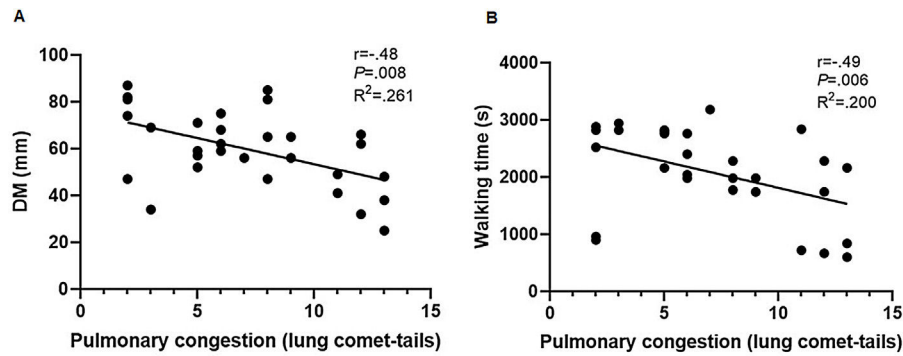 A
r=-.48
P=.008
R²=.261
100
80
60
40
20
0
DM (mm)
0 5 10 15
Pulmonary congestion (lung comet-tails)
B
r=-.49
P=.006
R²=.200
4000
3000
2000
1000
0
Walking time (s)
0 5 10 15
Pulmonary congestion (lung comet-tails)